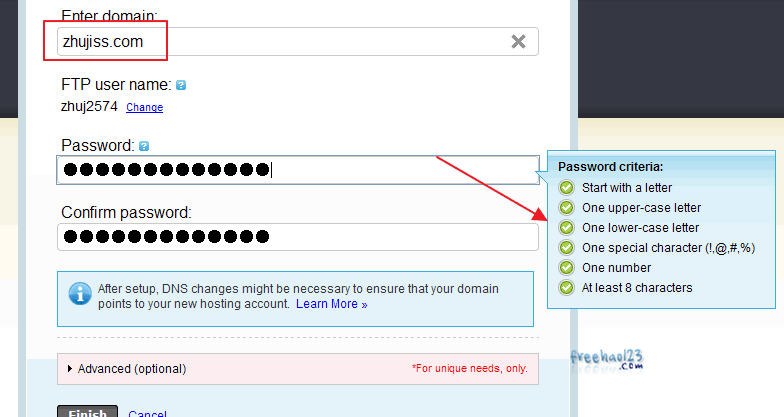 Enter domain:
zhujiss.com
FTP user name:
zhuj2574 Change
Password:
Password criteria:
Start with a letter
One upper-case letter
One lower-case letter
One special character (!,@,#,%)
One number
At least 8 characters
Confirm password:
After setup, DNS changes might be necessary to ensure that your domain
points to your new hosting account. Learn More »
Advanced (optional)
*For unique needs, only.
freehao123
.com
Finish Cancel